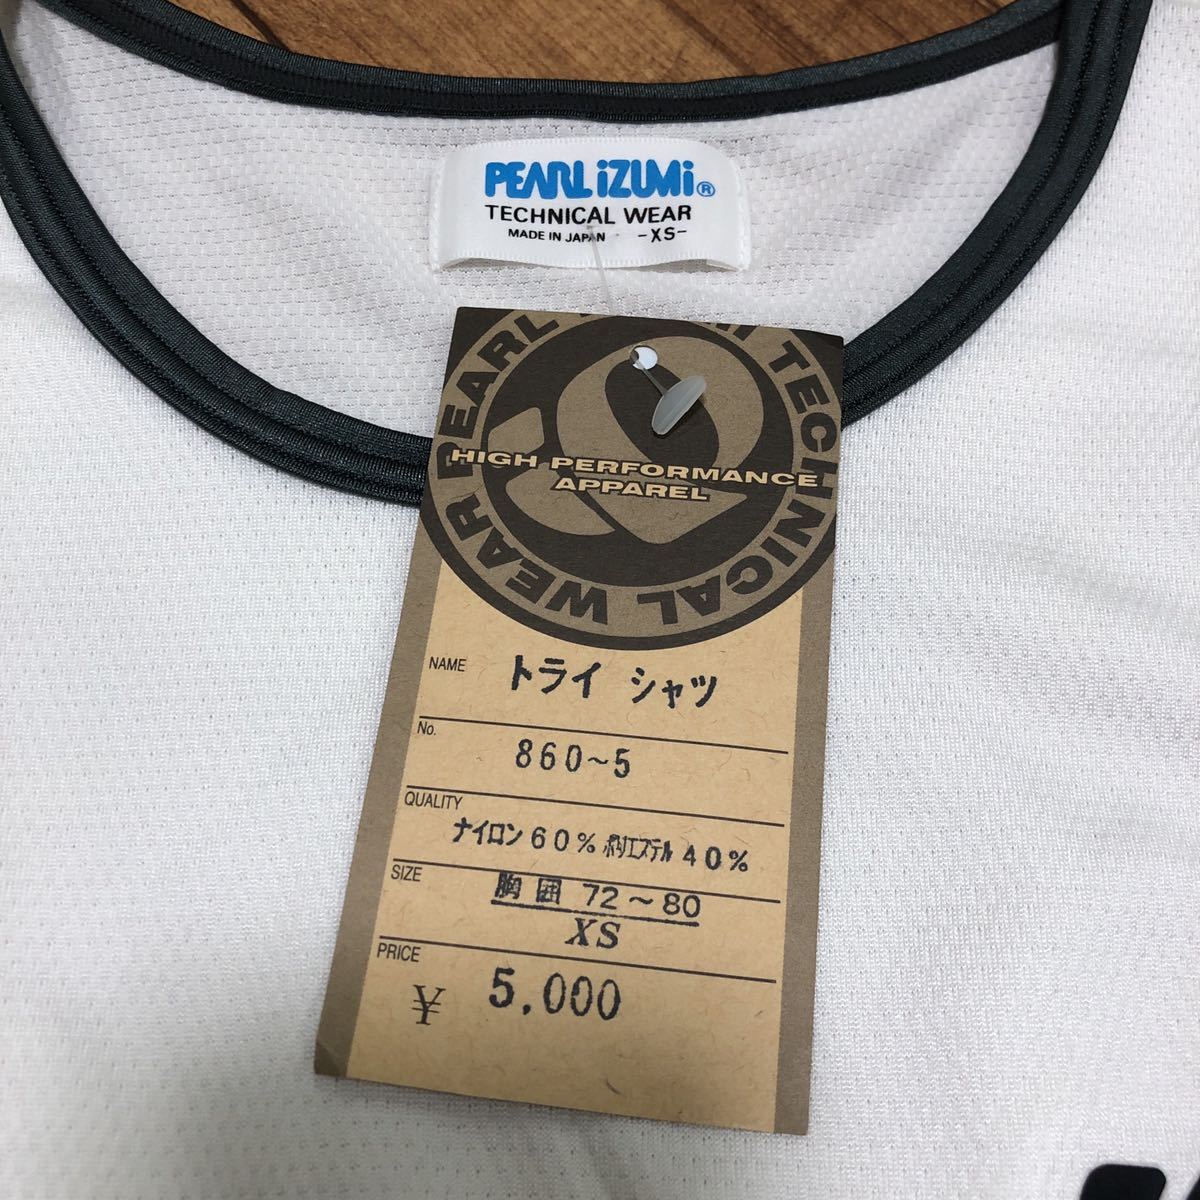 PEARL iZUMi®
TECHNICAL WEAR
MADE IN JAPAN -XS-
TECHNICAL WEAR PEARL
HIGH PERFORMANCE
APPAREL
NAME トライ シャツ
No. 860~5
QUALITY
ナイロン60% ポリエステル40%
SIZE 胸囲 72~80
XS
PRICE
¥ 5,000